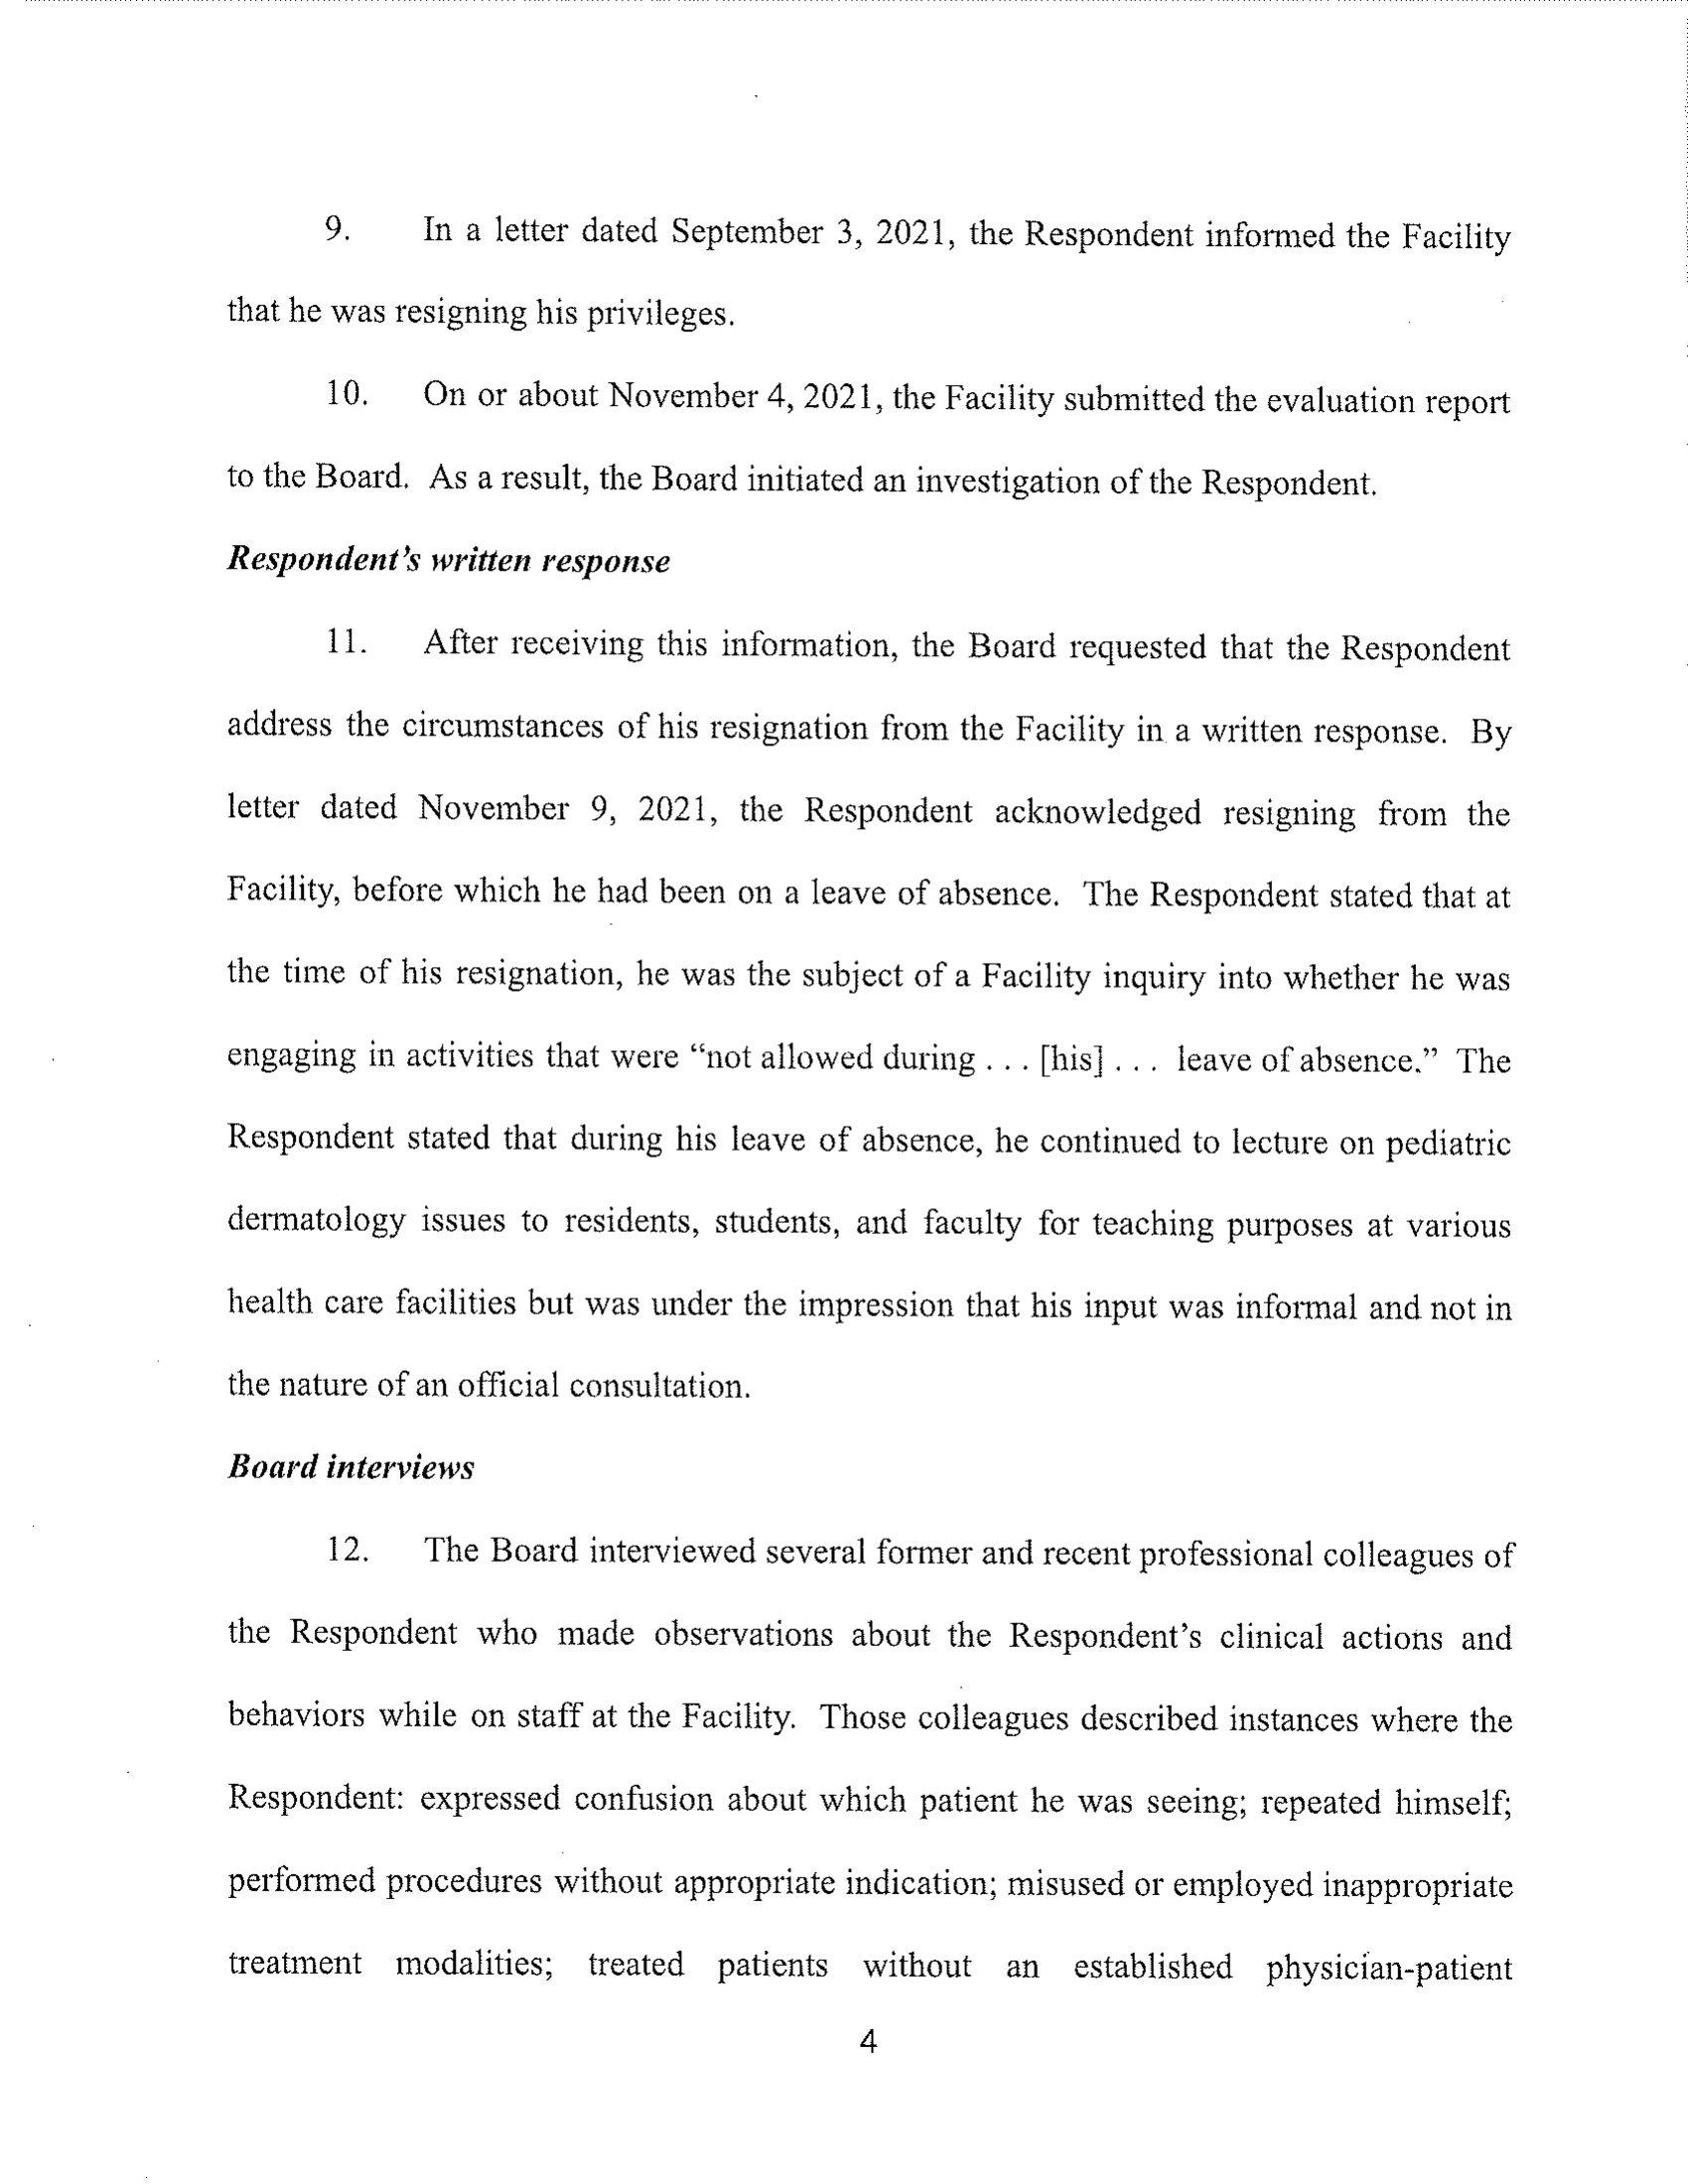 9. In a letter dated September 3, 2021, the Respondent informed the Facility
that he was resigning his privileges.
10. On or about November 4, 2021, the Facility submitted the evaluation report
to the Board. As a result, the Board initiated an investigation of the Respondent.
Respondent's written response
11. After receiving this information, the Board requested that the Respondent
address the circumstances of his resignation from the Facility in a written response. By
letter dated November 9, 2021, the Respondent acknowledged resigning from the
Facility, before which he had been on a leave of absence. The Respondent stated that at
the time of his resignation, he was the subject of a Facility inquiry into whether he was
engaging in activities that were “not allowed during . . . [his] . . . leave of absence.” The
Respondent stated that during his leave of absence, he continued to lecture on pediatric
dermatology issues to residents, students, and faculty for teaching purposes at various
health care facilities but was under the impression that his input was informal and not in
the nature of an official consultation.
Board interviews
12. The Board interviewed several former and recent professional colleagues of
the Respondent who made observations about the Respondent's clinical actions and
behaviors while on staff at the Facility. Those colleagues described instances where the
Respondent: expressed confusion about which patient he was seeing; repeated himself;
performed procedures without appropriate indication; misused or employed inappropriate
treatment modalities; treated patients without an established physician-patient
4